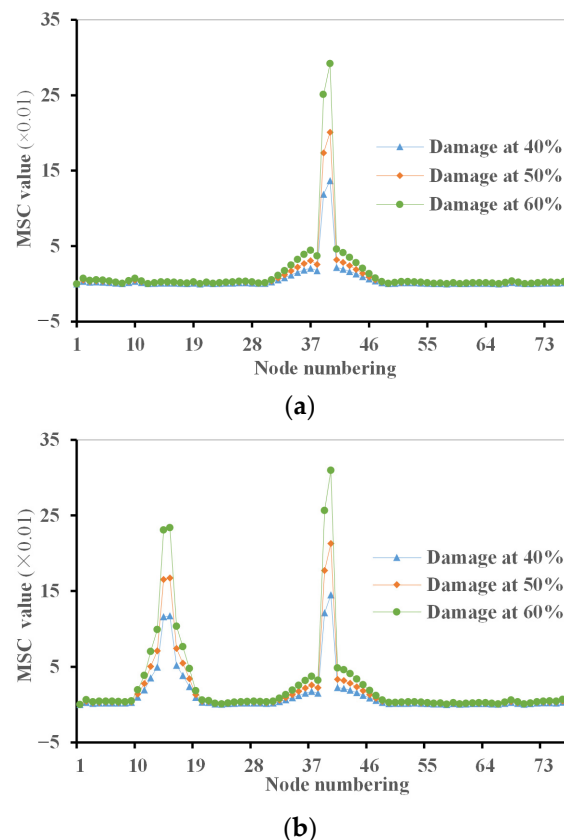 35
25
15
5
−5
MSC value (×0.01)
Damage at 40%
Damage at 50%
Damage at 60%
1 10 19 28 37 46 55 64 73
Node numbering
(a)
35
25
15
5
−5
MSC value (×0.01)
Damage at 40%
Damage at 50%
Damage at 60%
1 10 19 28 37 46 55 64 73
Node numbering
(b)